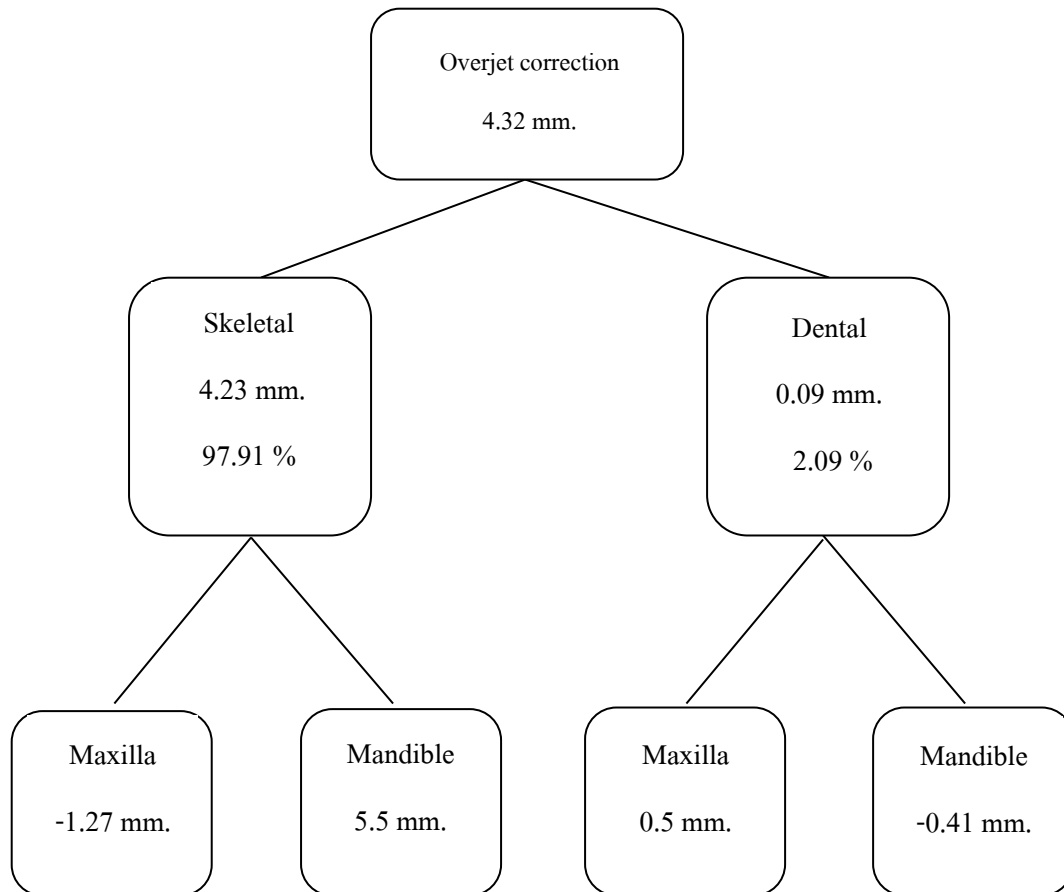 Overjet correction
4.32 mm.
Skeletal
4.23 mm.
97.91 %
Dental
0.09 mm.
2.09 %
Maxilla
-1.27 mm.
Mandible
5.5 mm.
Maxilla
0.5 mm.
Mandible
-0.41 mm.